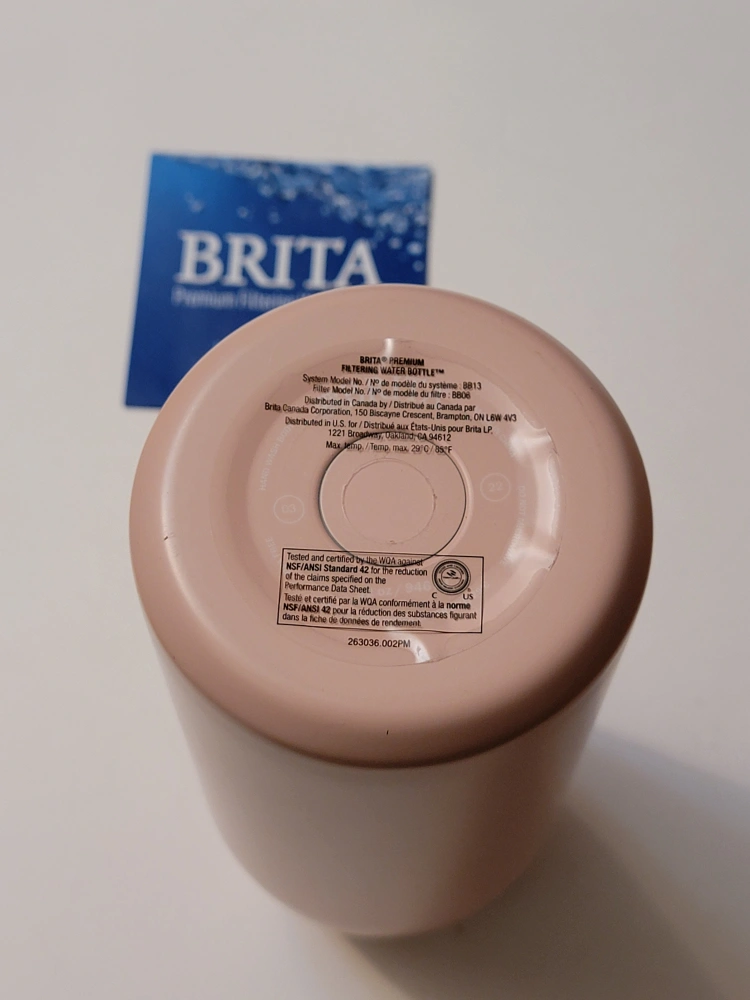 BRITA
Premium Filtering
BRITA® PREMIUM
FILTERING WATER BOTTLE™
System Model No. / Nº de modèle du système : BB13
Filter Model No. / Nº de modèle du filtre : BB06
Distributed in Canada by / Distribué au Canada par
Brita Canada Corporation, 150 Biscayne Crescent, Brampton, ON L6W 4V3
Distributed in U.S. for / Distribué aux États-Unis pour Brita LP,
1221 Broadway, Oakland, CA 94612
Max. temp. / Temp. max. 29°C / 85°F
Tested and certified by the WQA against
NSF/ANSI Standard 42 for the reduction
of the claims specified on the
Performance Data Sheet.
C US
Testé et certifié par la WQA conformément à la norme
NSF/ANSI 42 pour la réduction des substances figurant
dans la fiche de données de rendement.
263036.002PM